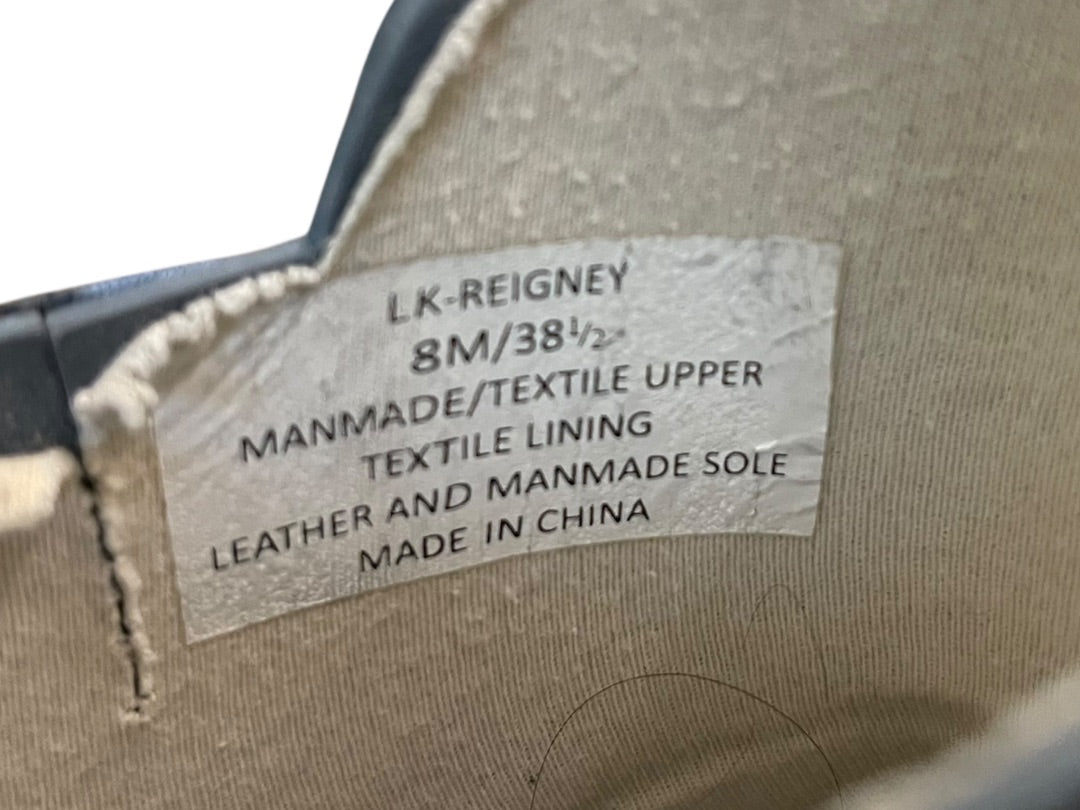 LK-REIGNEY
8M/38½
MANMADE/TEXTILE UPPER
TEXTILE LINING
LEATHER AND MANMADE SOLE
MADE IN CHINA